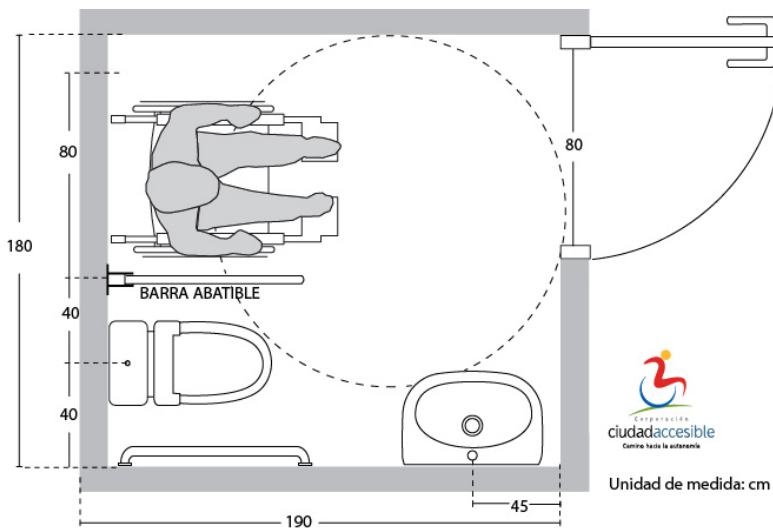 80
80
180
BARRA ABATIBLE
40
40
Corporación
ciudadaccesible
Camino hacia la autonomía
Unidad de medida: cm
45
190